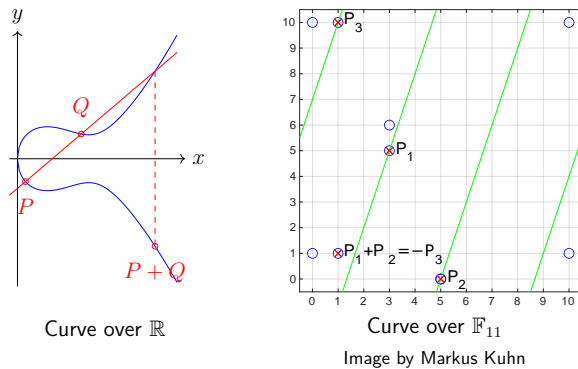 y
Q
x
P
P + Q
Curve over ℝ
10
9
8
7
6
5
4
3
2
1
0
P3
P1
P1+P2=−P3
P2
0 1 2 3 4 5 6 7 8 9 10
Curve over 𝔽11
Image by Markus Kuhn